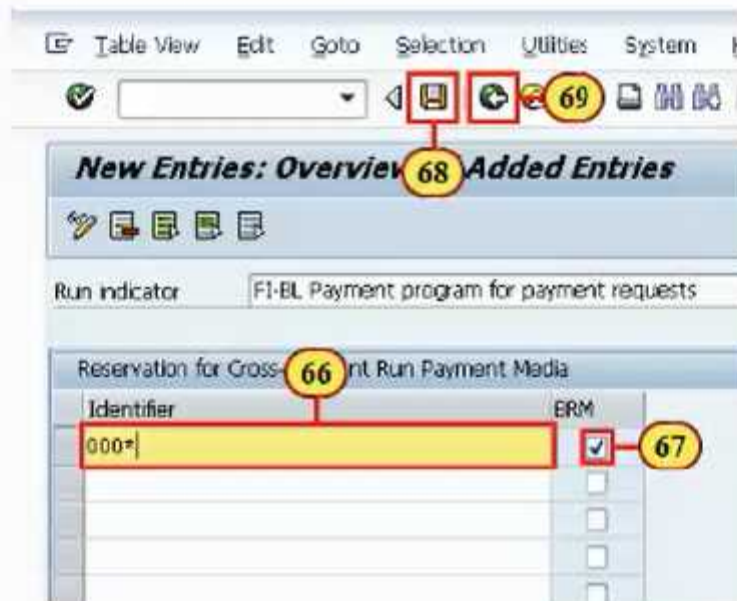 Table View Edit Goto Selection Utilities System
69
68
New Entries: Overview Added Entries
Run indicator FI-BL Payment program for payment requests
Reservation for Cross- 66 nt Run Payment Media
Identifier BRM
000*
67